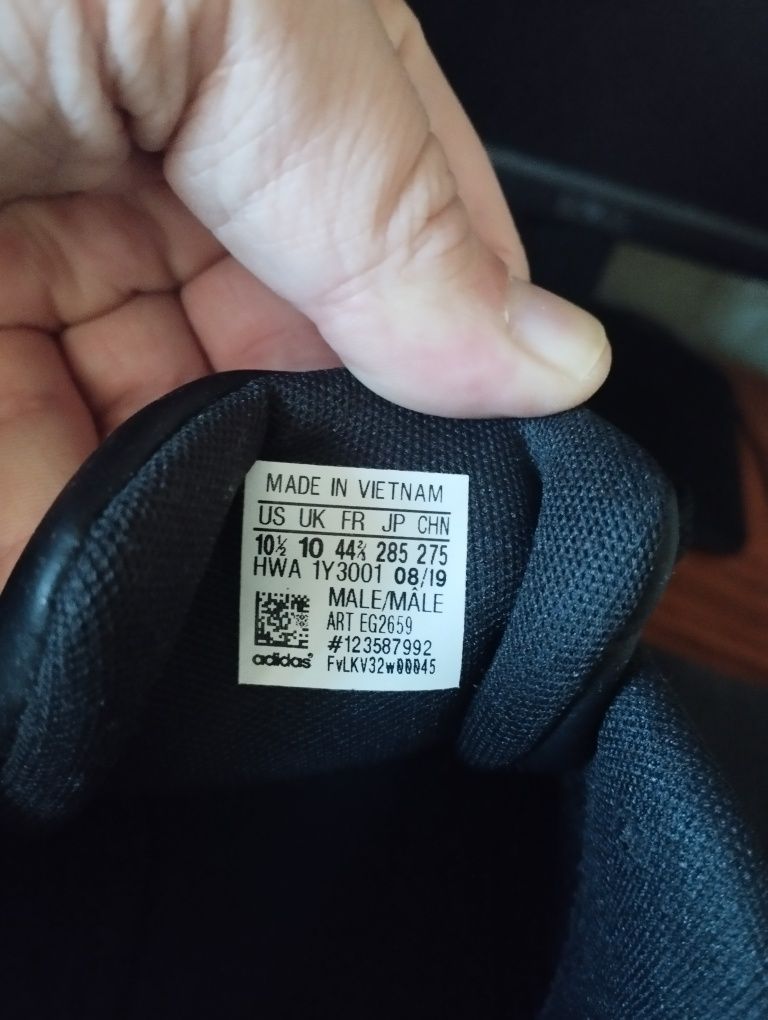 MADE IN VIETNAM
US UK FR JP CHN
10½ 10 44⅔ 285 275
HWA 1Y3001 08/19
MALE/MÂLE
ART EG2659
#123587992
adidas FvLKV32w00045